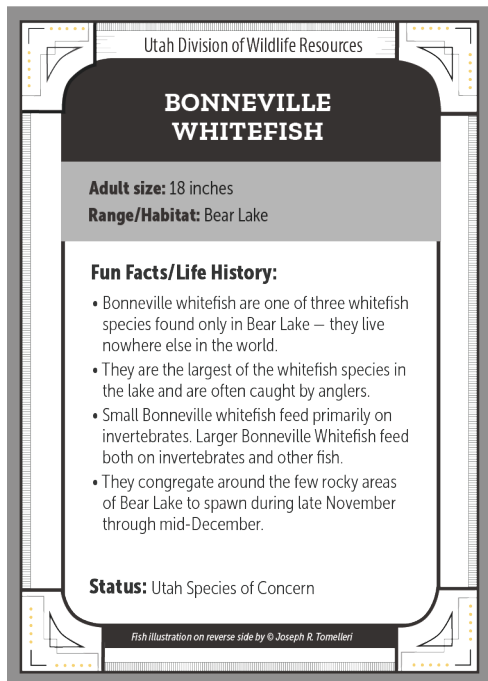 Utah Division of Wildlife Resources
BONNEVILLE
WHITEFISH
Adult size: 18 inches
Range/Habitat: Bear Lake
Fun Facts/Life History:
• Bonneville whitefish are one of three whitefish
species found only in Bear Lake — they live
nowhere else in the world.
• They are the largest of the whitefish species in
the lake and are often caught by anglers.
• Small Bonneville whitefish feed primarily on
invertebrates. Larger Bonneville Whitefish feed
both on invertebrates and other fish.
• They congregate around the few rocky areas
of Bear Lake to spawn during late November
through mid-December.
Status: Utah Species of Concern
Fish illustration on reverse side by © Joseph R. Tomelleri